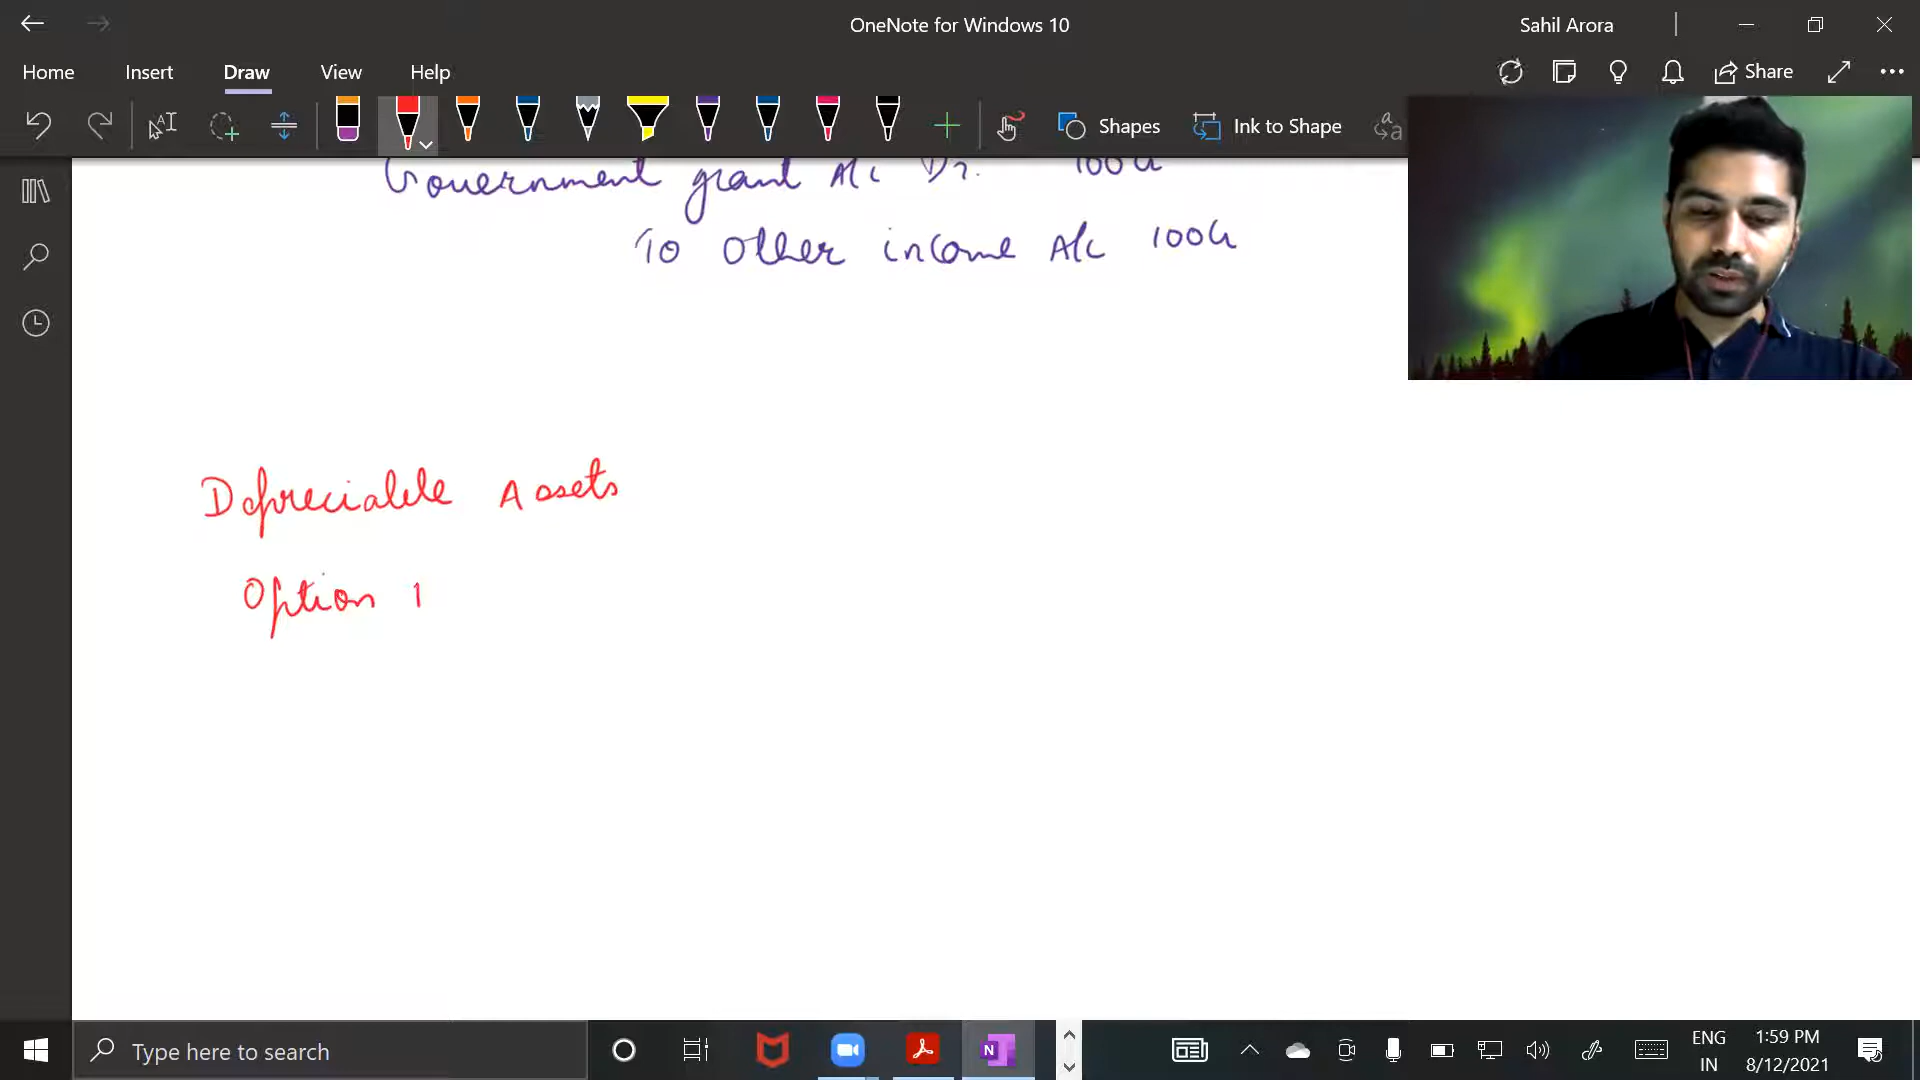 OneNote for Windows 10
Sahil Arora
Home Insert Draw View Help
Share
Shapes
Ink to Shape
Government grant A/c Dr.
To Other income A/c
Depreciable Assets
Option 1
Type here to search
ENG
IN
1:59 PM
8/12/2021